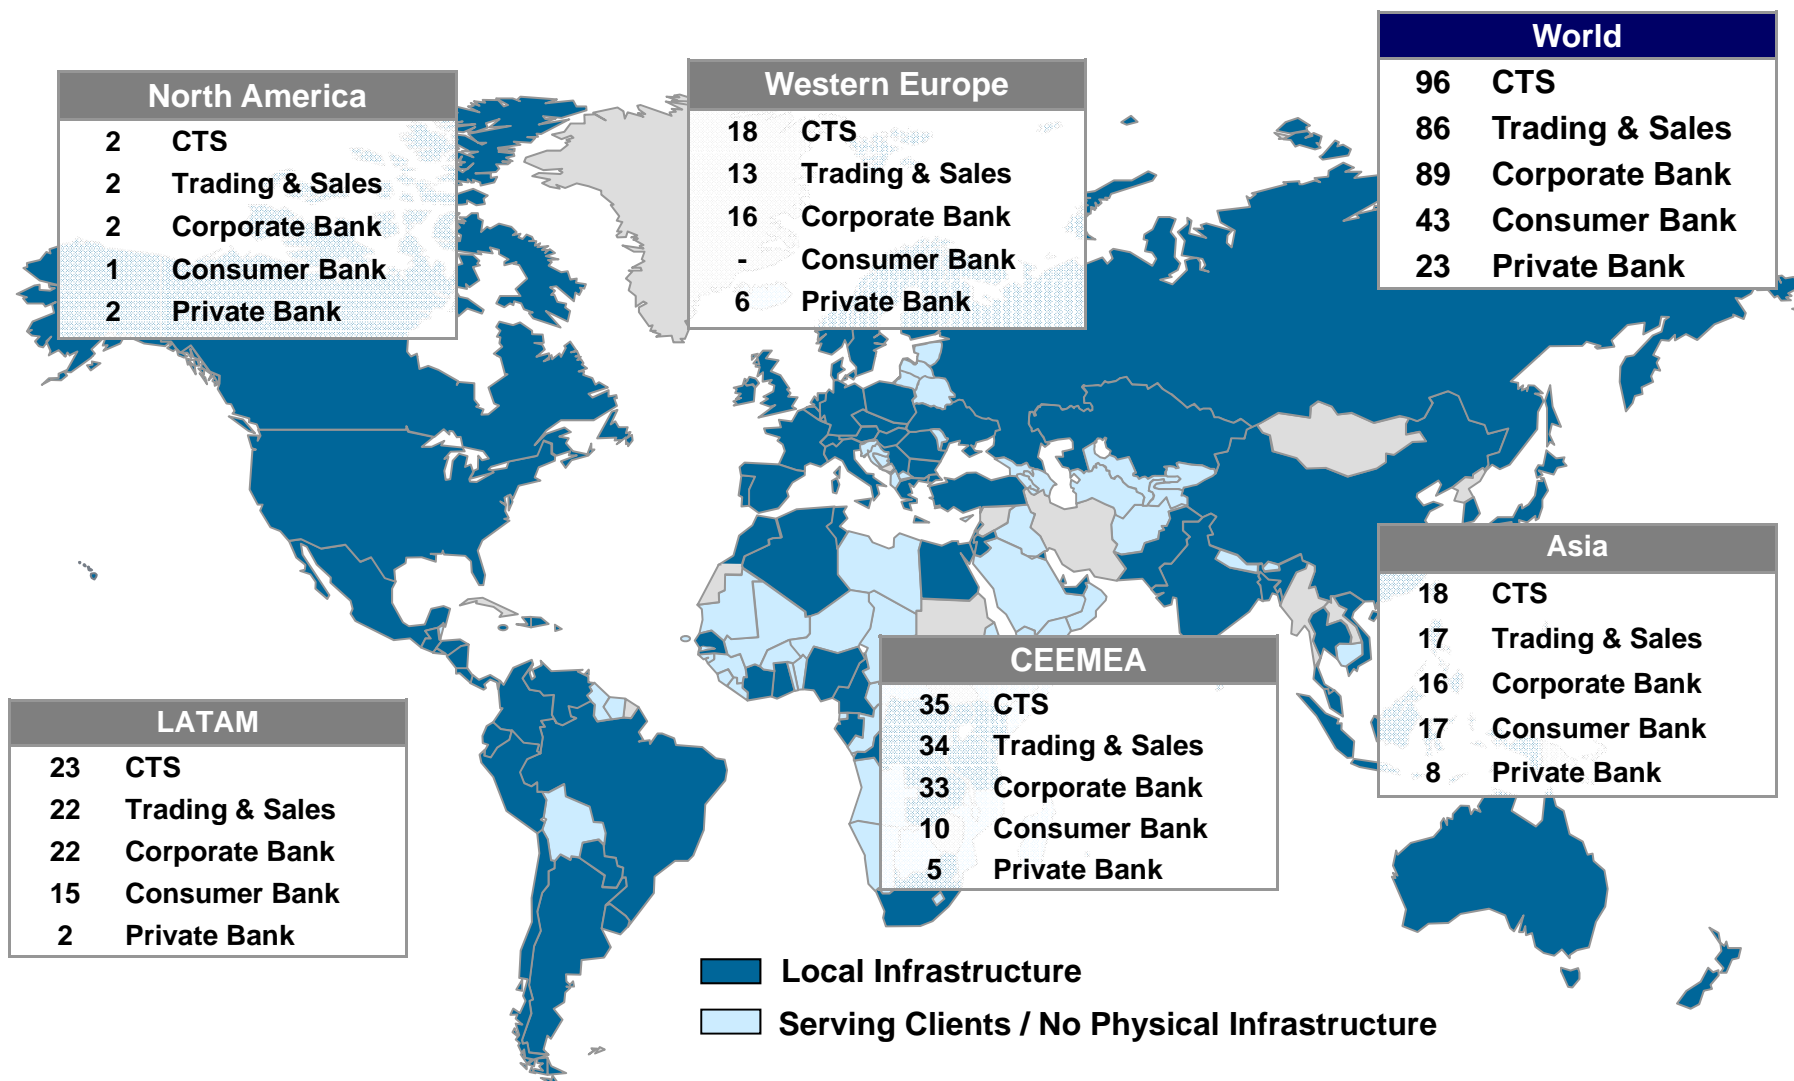 North America
2 CTS
2 Trading & Sales
2 Corporate Bank
1 Consumer Bank
2 Private Bank
Western Europe
18 CTS
13 Trading & Sales
16 Corporate Bank
- Consumer Bank
6 Private Bank
World
96 CTS
86 Trading & Sales
89 Corporate Bank
43 Consumer Bank
23 Private Bank
LATAM
23 CTS
22 Trading & Sales
22 Corporate Bank
15 Consumer Bank
2 Private Bank
CEEMEA
35 CTS
34 Trading & Sales
33 Corporate Bank
10 Consumer Bank
5 Private Bank
Asia
18 CTS
17 Trading & Sales
16 Corporate Bank
17 Consumer Bank
8 Private Bank
Local Infrastructure
Serving Clients / No Physical Infrastructure